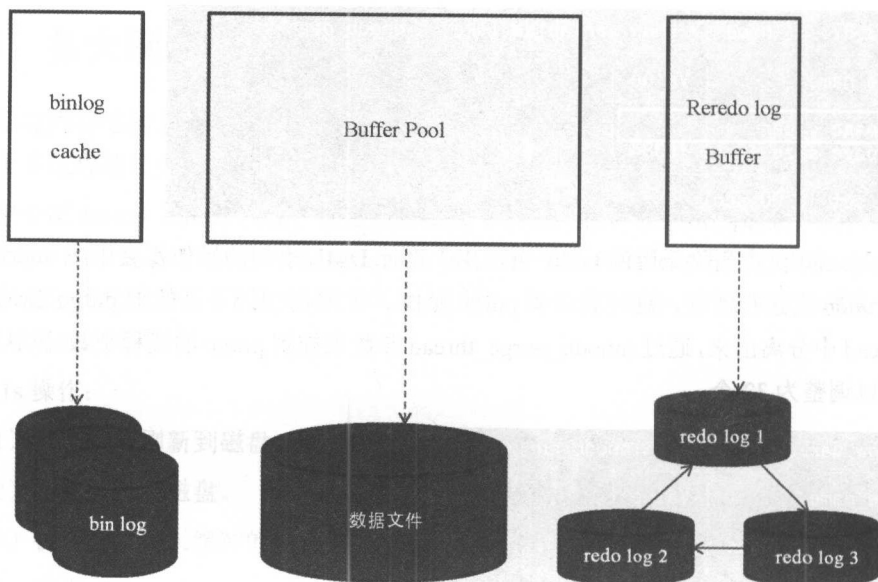 binlog
cache
Buffer Pool
Reredo log
Buffer
bin log
数据文件
redo log 1
redo log 2
redo log 3